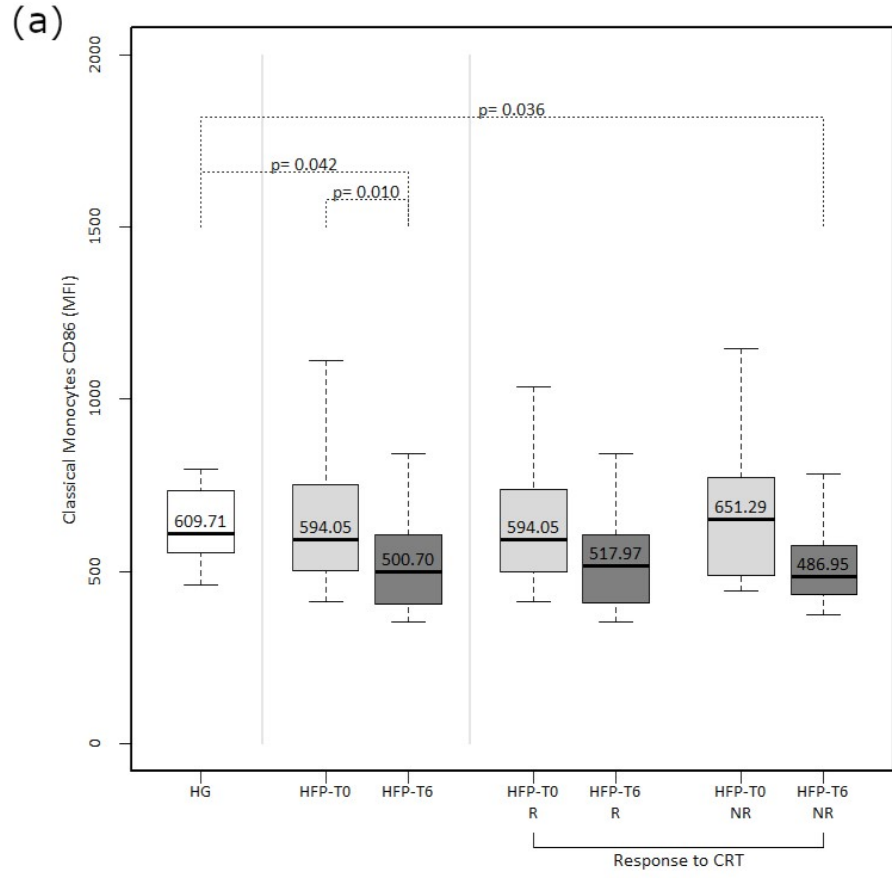 (a)
Classical Monocytes CD86 (MFI)
2000
1500
1000
500
0
p= 0.036
p= 0.042
p= 0.010
609.71
594.05
500.70
594.05
517.97
651.29
486.95
HG
HFP-T0
HFP-T6
HFP-T0
R
HFP-T6
R
HFP-T0
NR
HFP-T6
NR
Response to CRT